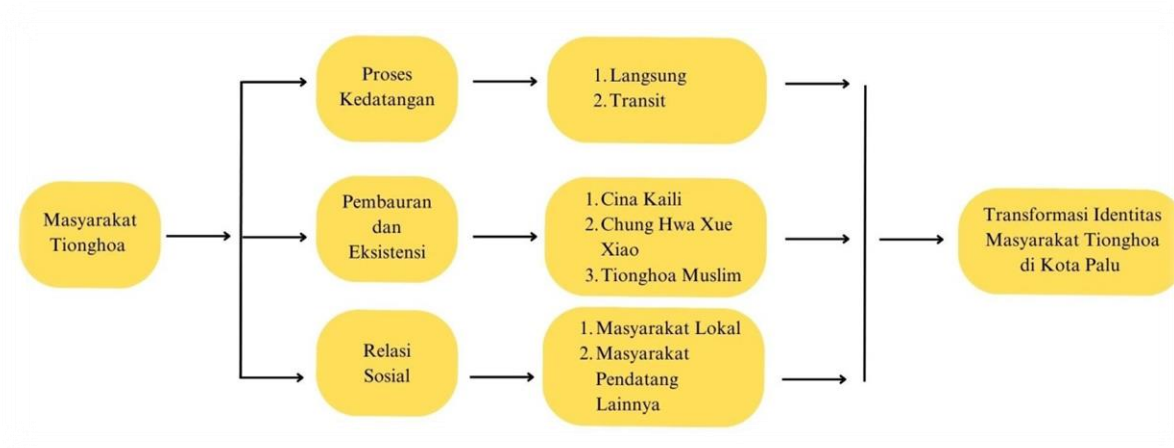 Masyarakat
Tionghoa
Proses
Kedatangan
1. Langsung
2. Transit
Pembauran
dan
Eksistensi
1. Cina Kaili
2. Chung Hwa Xue
Xiao
3. Tionghoa Muslim
Relasi
Sosial
1. Masyarakat Lokal
2. Masyarakat
Pendatang
Lainnya
Transformasi Identitas
Masyarakat Tionghoa
di Kota Palu